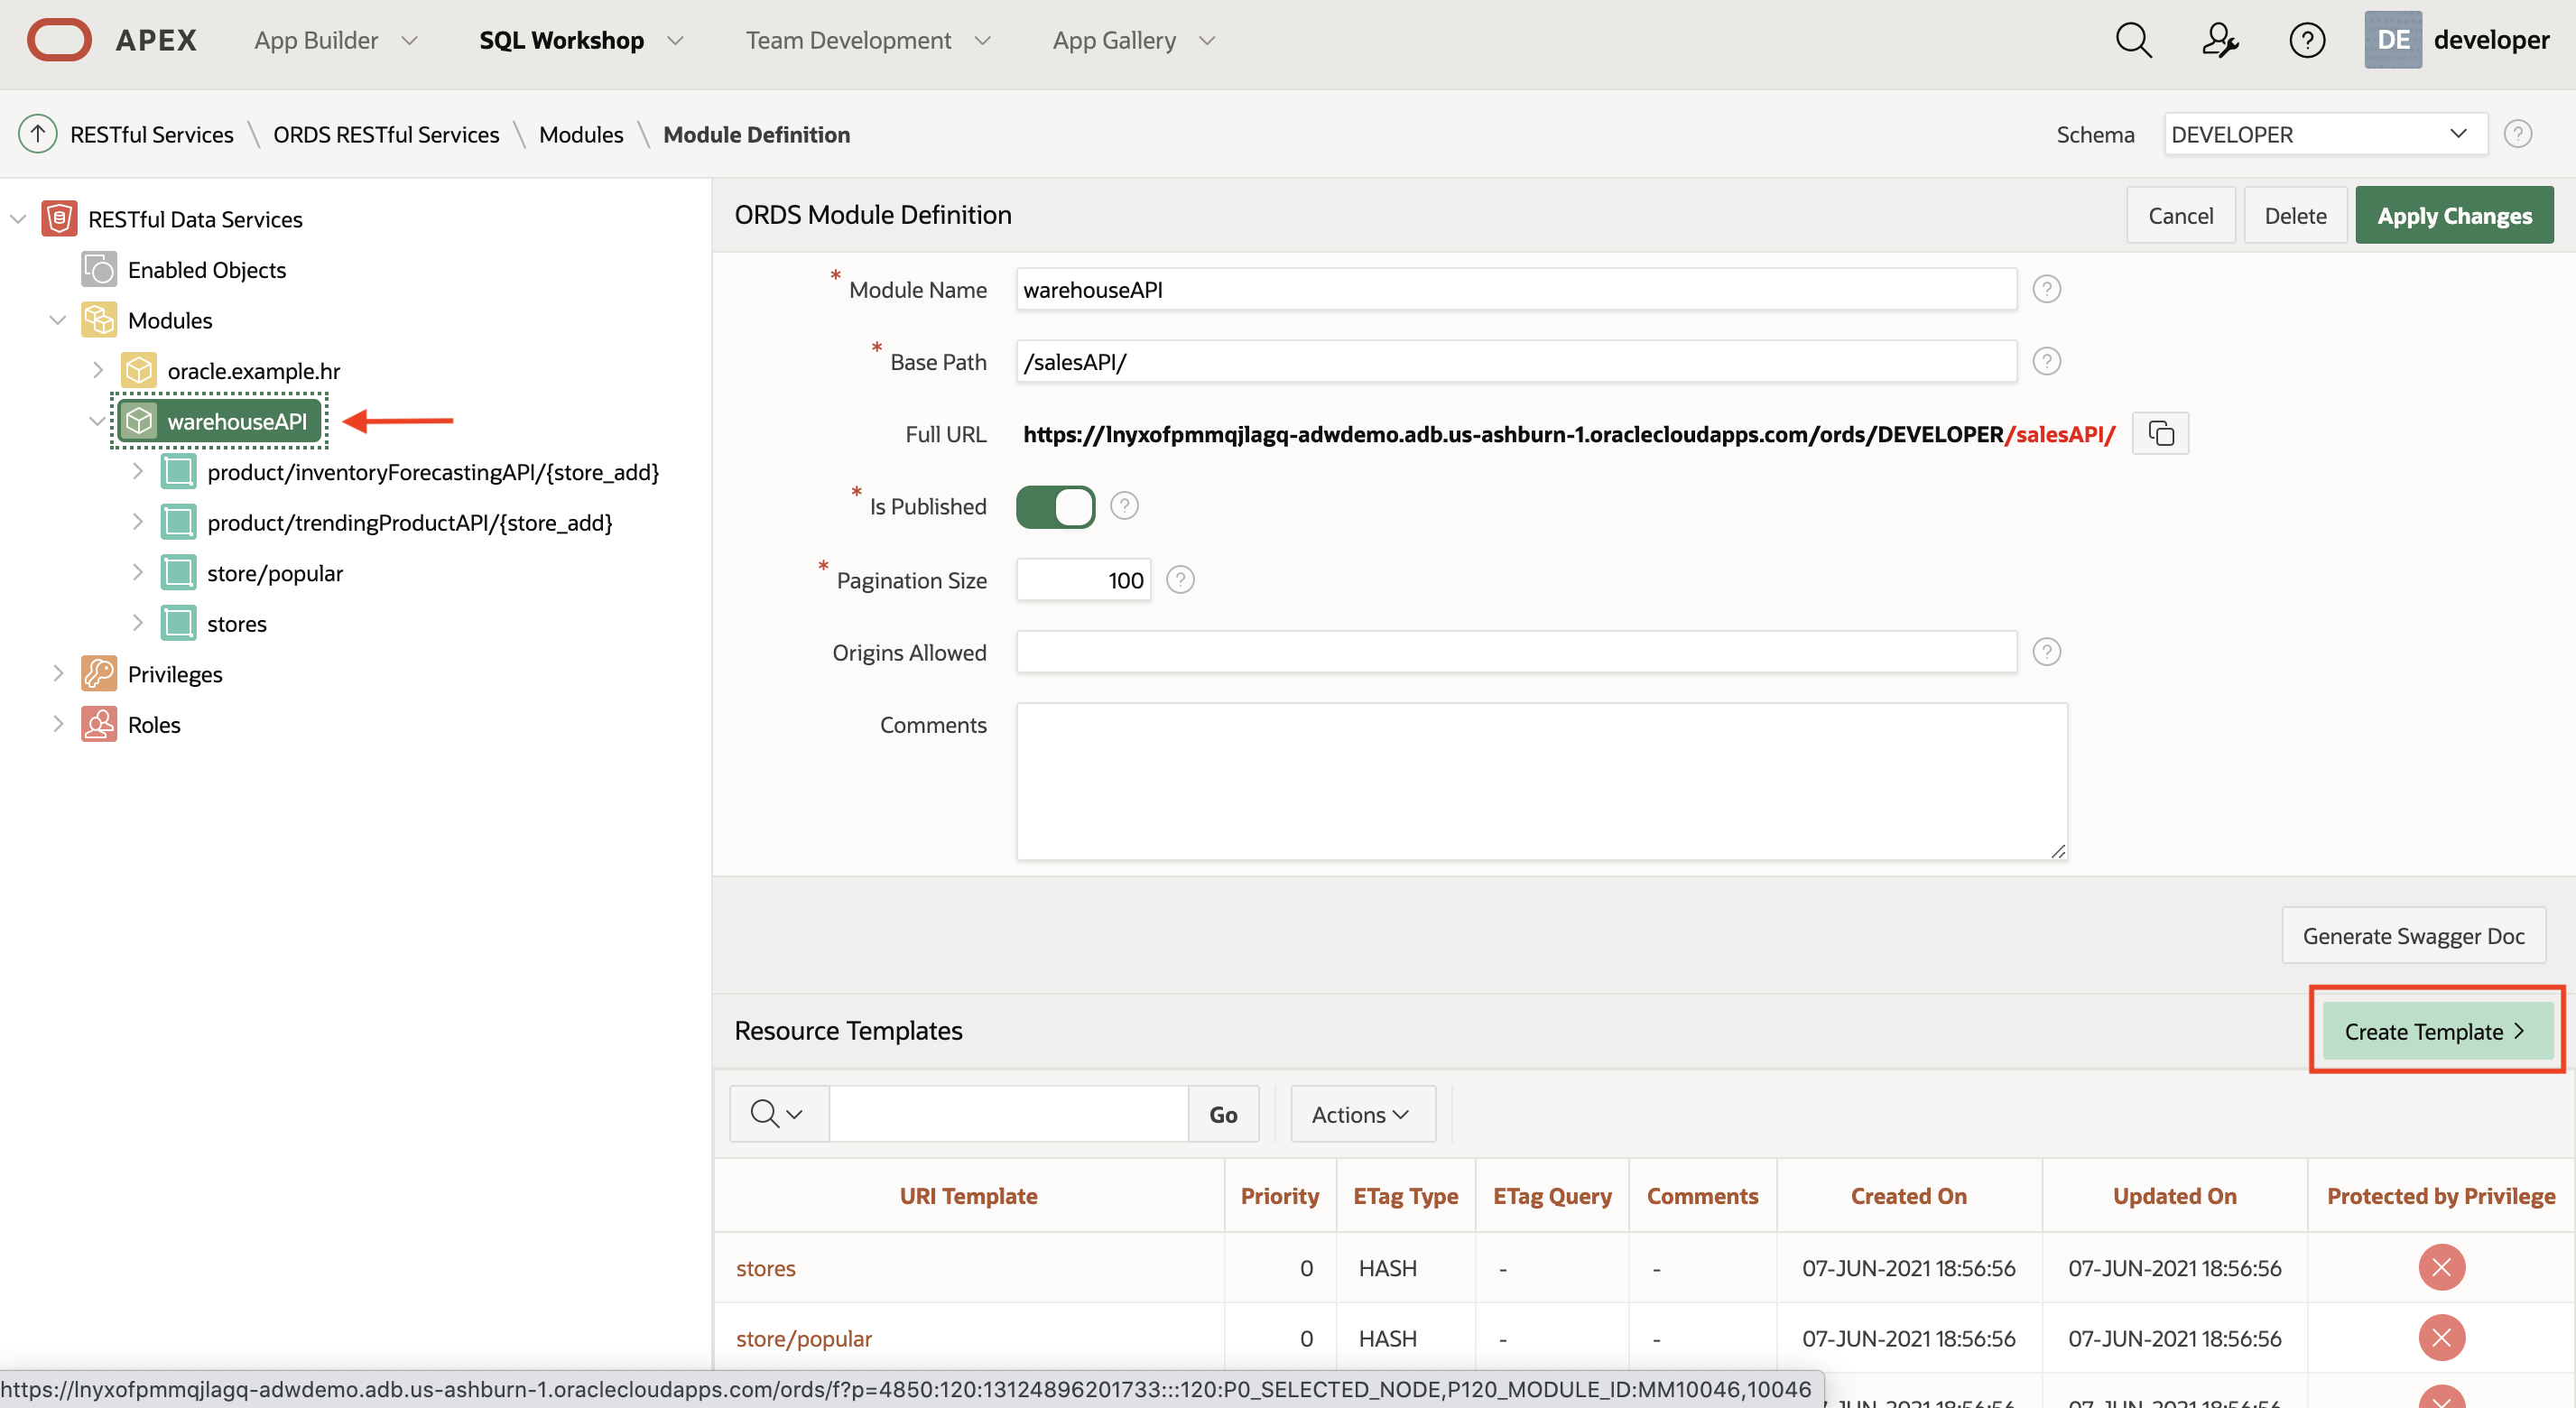 APEX App Builder SQL Workshop Team Development App Gallery DE developer
RESTful Services \ ORDS RESTful Services \ Modules \ Module Definition Schema DEVELOPER
RESTful Data Services
Enabled Objects
Modules
oracle.example.hr
warehouseAPI
product/inventoryForecastingAPI/{store_add}
product/trendingProductAPI/{store_add}
store/popular
stores
Privileges
Roles
ORDS Module Definition Cancel Delete Apply Changes
* Module Name warehouseAPI ?
* Base Path /salesAPI/ ?
Full URL https://lnyxofpmmqjlagq-adwdemo.adb.us-ashburn-1.oraclecloudapps.com/ords/DEVELOPER/salesAPI/
* Is Published ?
* Pagination Size 100 ?
Origins Allowed ?
Comments
Generate Swagger Doc
Resource Templates Create Template >
Go Actions
URI Template Priority ETag Type ETag Query Comments Created On Updated On Protected by Privilege
stores 0 HASH - - 07-JUN-2021 18:56:56 07-JUN-2021 18:56:56
store/popular 0 HASH - - 07-JUN-2021 18:56:56 07-JUN-2021 18:56:56
https://lnyxofpmmqjlagq-adwdemo.adb.us-ashburn-1.oraclecloudapps.com/ords/f?p=4850:120:13124896201733:::120:P0_SELECTED_NODE,P120_MODULE_ID:MM10046,10046